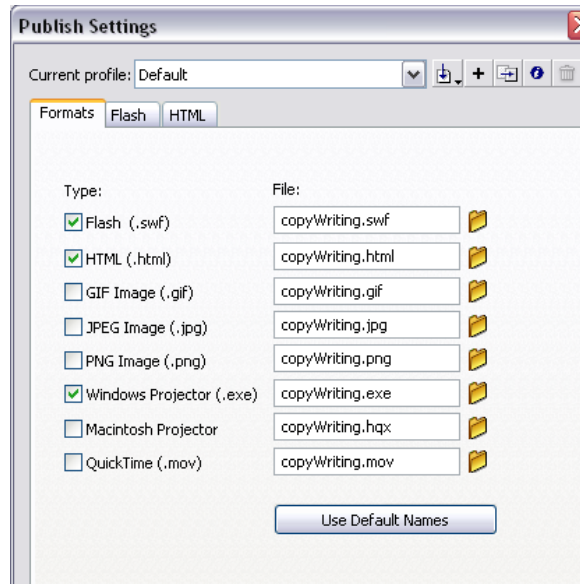 Publish Settings
Current profile: Default
Formats Flash HTML
Type: File:
Flash (.swf) copyWriting.swf
HTML (.html) copyWriting.html
GIF Image (.gif) copyWriting.gif
JPEG Image (.jpg) copyWriting.jpg
PNG Image (.png) copyWriting.png
Windows Projector (.exe) copyWriting.exe
Macintosh Projector copyWriting.hqx
QuickTime (.mov) copyWriting.mov
Use Default Names